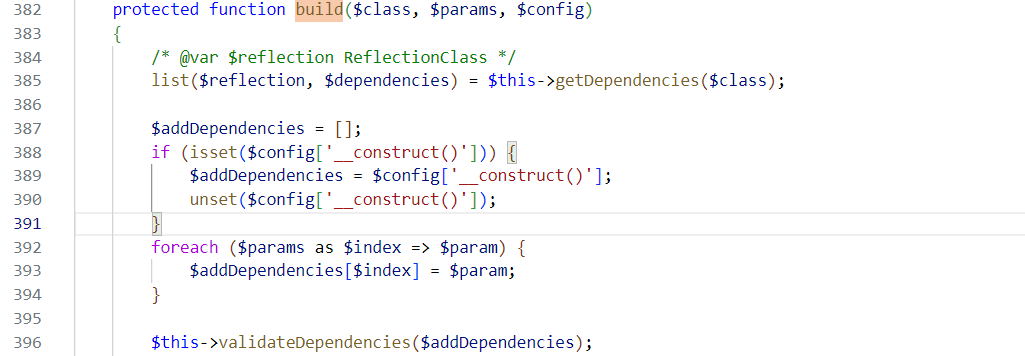 382 protected function build($class, $params, $config)
383 {
384 /* @var $reflection ReflectionClass */
385 list($reflection, $dependencies) = $this->getDependencies($class);
386
387 $addDependencies = [];
388 if (isset($config['__construct()'])) {
389 $addDependencies = $config['__construct()'];
390 unset($config['__construct()']);
391 }
392 foreach ($params as $index => $param) {
393 $addDependencies[$index] = $param;
394 }
395
396 $this->validateDependencies($addDependencies);